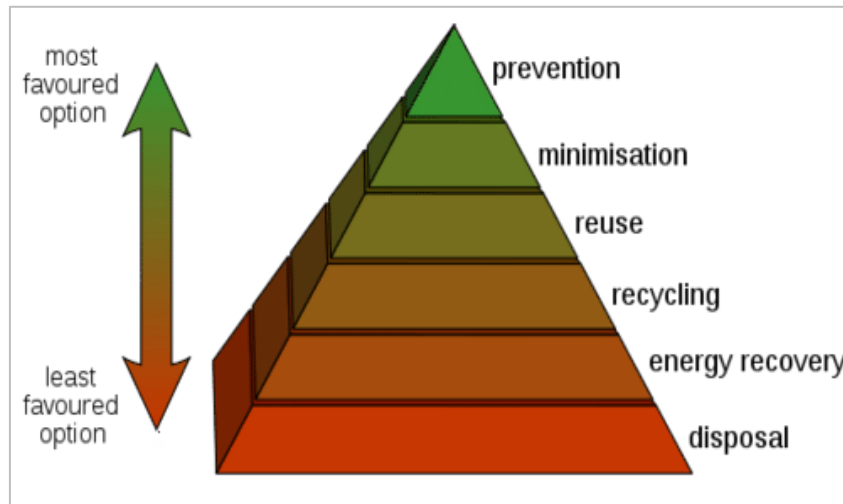 most
favoured
option
prevention
minimisation
reuse
recycling
energy recovery
least
favoured
option
disposal